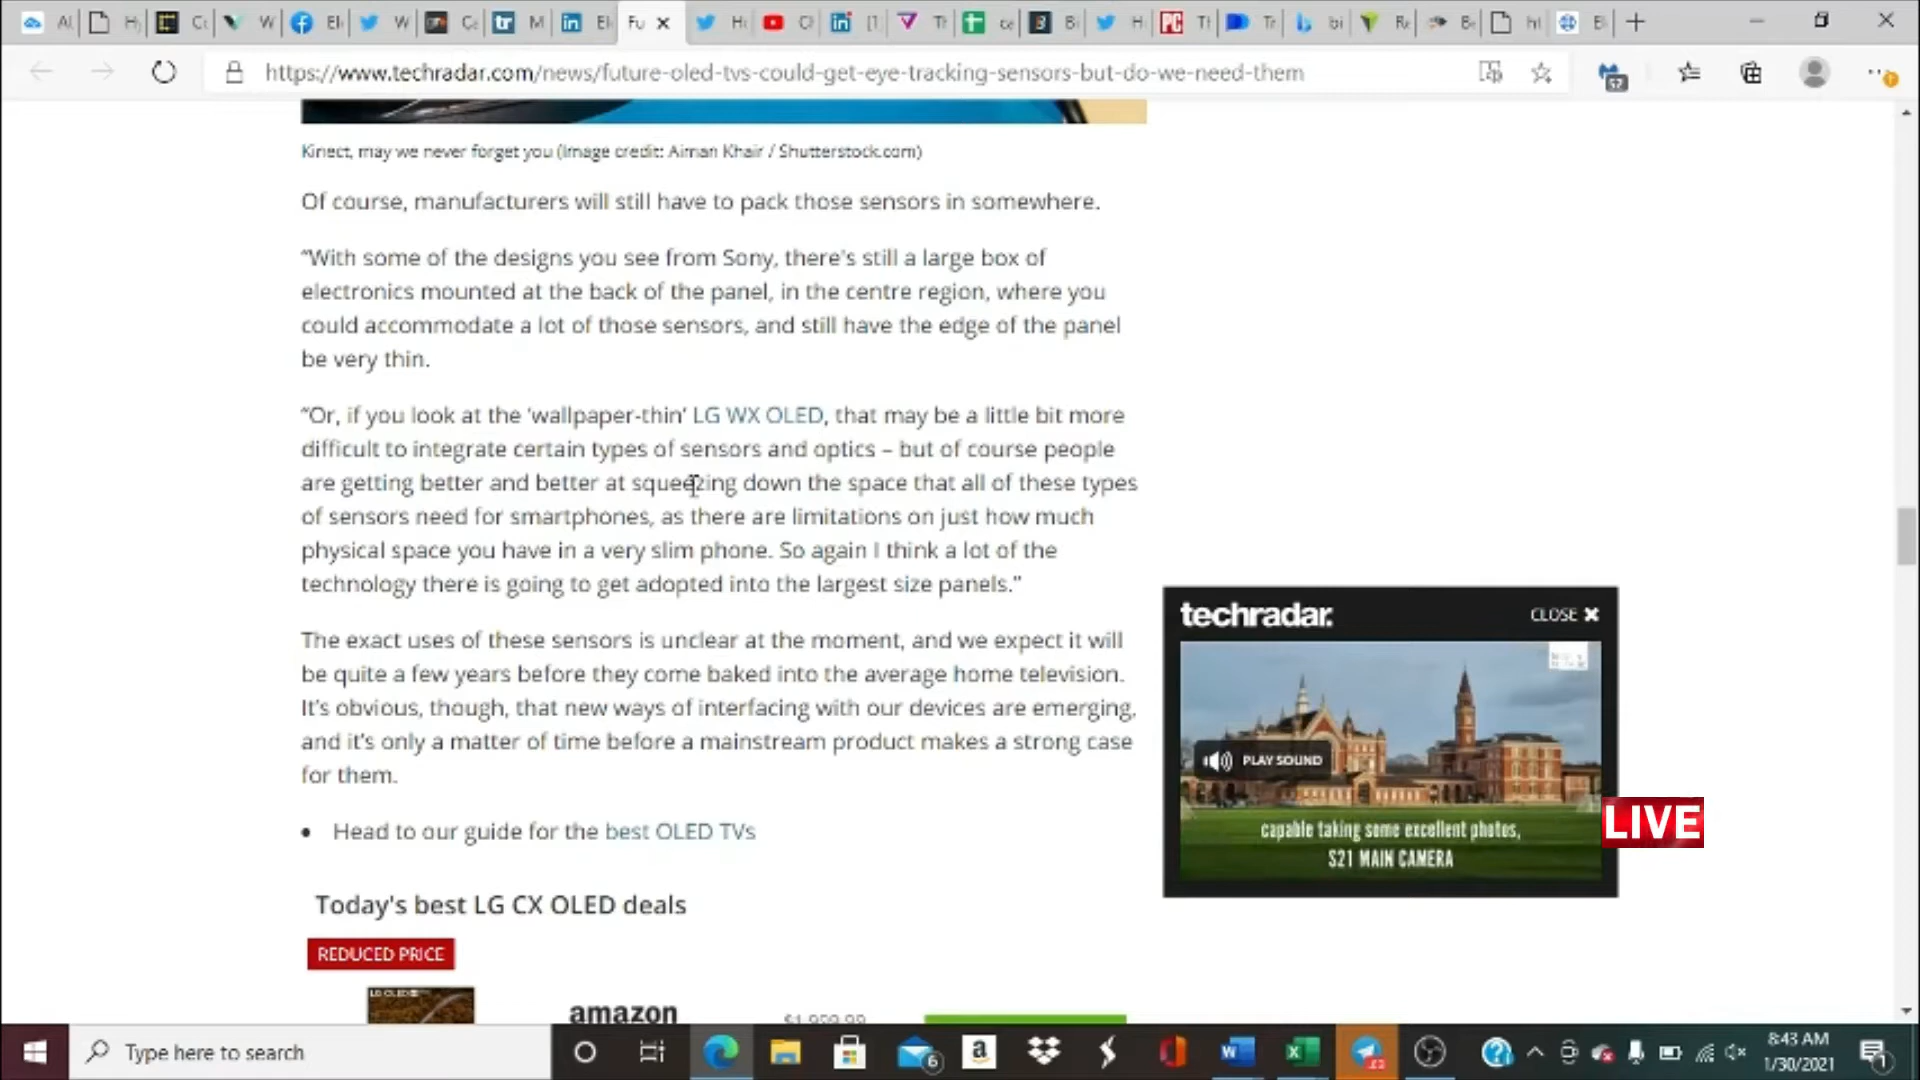 Fu
https://www.techradar.com/news/future-oled-tvs-could-get-eye-tracking-sensors-but-do-we-need-them
Kinect, may we never forget you (Image credit: Aiman Khair / Shutterstock.com)
Of course, manufacturers will still have to pack those sensors in somewhere.
“With some of the designs you see from Sony, there's still a large box of
electronics mounted at the back of the panel, in the centre region, where you
could accommodate a lot of those sensors, and still have the edge of the panel
be very thin.
“Or, if you look at the ‘wallpaper-thin’ LG WX OLED, that may be a little bit more
difficult to integrate certain types of sensors and optics – but of course people
are getting better and better at squeezing down the space that all of these types
of sensors need for smartphones, as there are limitations on just how much
physical space you have in a very slim phone. So again I think a lot of the
technology there is going to get adopted into the largest size panels.”
The exact uses of these sensors is unclear at the moment, and we expect it will
be quite a few years before they come baked into the average home television.
It’s obvious, though, that new ways of interfacing with our devices are emerging,
and it’s only a matter of time before a mainstream product makes a strong case
for them.
• Head to our guide for the best OLED TVs
techradar.
CLOSE ✖
PLAY SOUND
capable taking some excellent photos,
S21 MAIN CAMERA
LIVE
Today's best LG CX OLED deals
REDUCED PRICE
LG OLED
amazon
$1,999.99
Type here to search
8:43 AM
1/30/2021